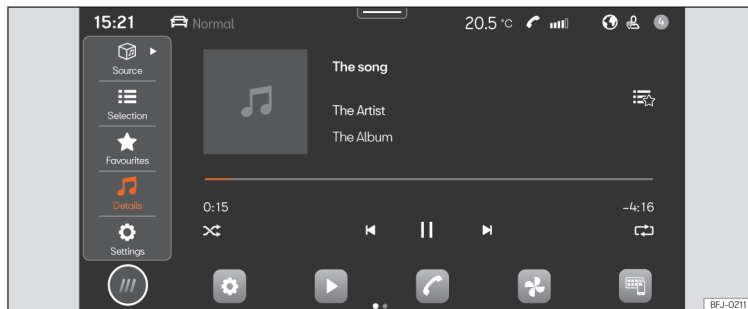 15:21 Normal 20.5 °C 4
Source
The song
Selection
The Artist
The Album
Favourites
Details
0:15 -4:16
Settings
BFJ-0211